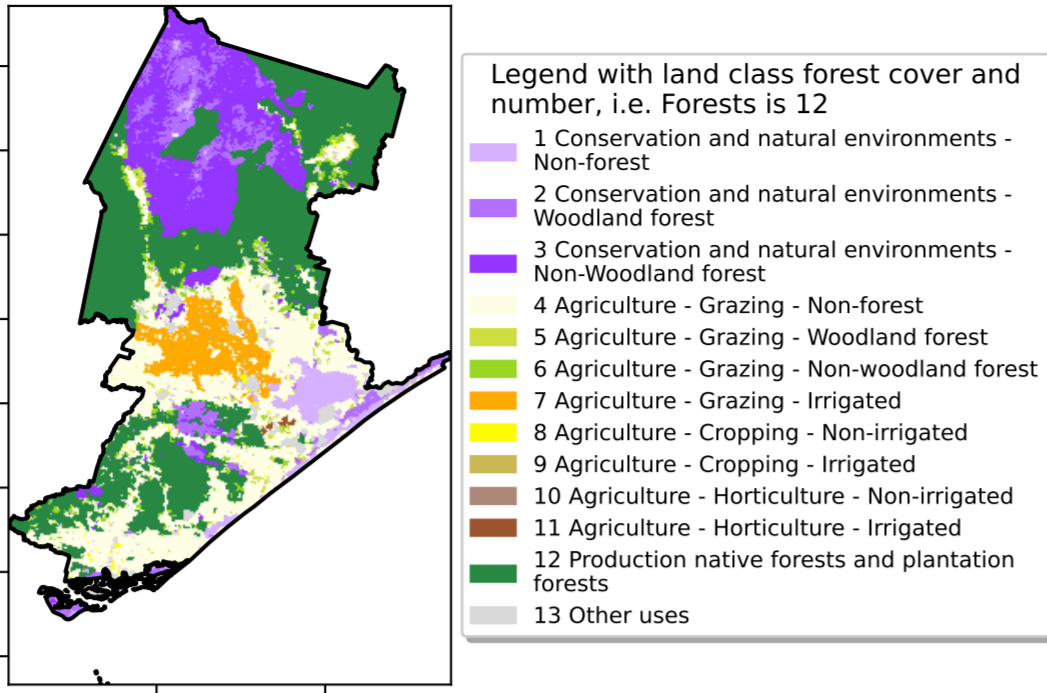 Legend with land class forest cover and
number, i.e. Forests is 12
1 Conservation and natural environments -
Non-forest
2 Conservation and natural environments -
Woodland forest
3 Conservation and natural environments -
Non-Woodland forest
4 Agriculture - Grazing - Non-forest
5 Agriculture - Grazing - Woodland forest
6 Agriculture - Grazing - Non-woodland forest
7 Agriculture - Grazing - Irrigated
8 Agriculture - Cropping - Non-irrigated
9 Agriculture - Cropping - Irrigated
10 Agriculture - Horticulture - Non-irrigated
11 Agriculture - Horticulture - Irrigated
12 Production native forests and plantation
forests
13 Other uses